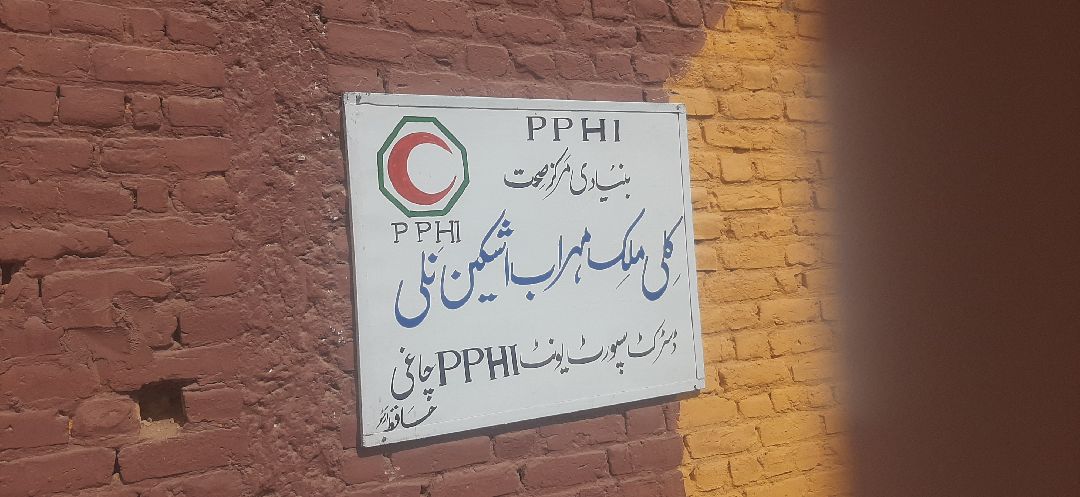 PPHI
بنیادی مرکز صحت
PPHI
کلی ملک مہراب اشکین نلی
ڈسٹرکٹ سپورٹ یونٹ PPHI چاغی